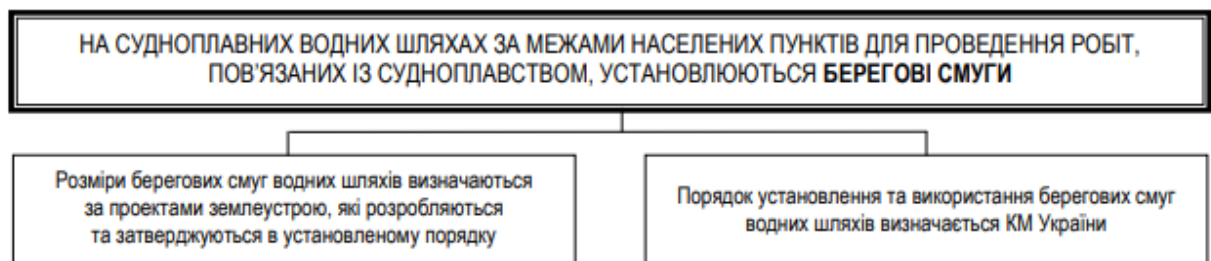 НА СУДНОПЛАВНИХ ВОДНИХ ШЛЯХАХ ЗА МЕЖАМИ НАСЕЛЕНИХ ПУНКТІВ ДЛЯ ПРОВЕДЕННЯ РОБІТ,
ПОВ'ЯЗАНИХ ІЗ СУДНОПЛАВСТВОМ, УСТАНОВЛЮЮТЬСЯ БЕРЕГОВІ СМУГИ
Розміри берегових смуг водних шляхів визначаються
за проектами землеустрою, які розробляються
та затверджуються в установленому порядку
Порядок установлення та використання берегових смуг
водних шляхів визначається КМ України